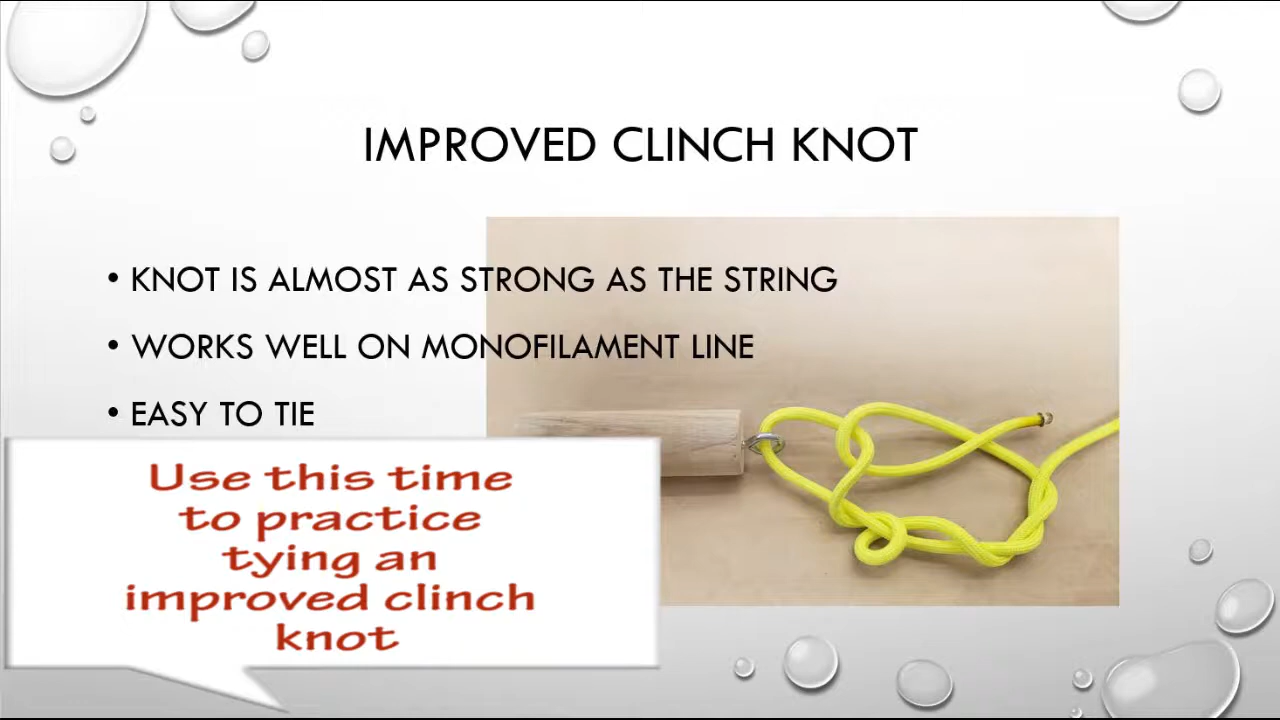 IMPROVED CLINCH KNOT
• KNOT IS ALMOST AS STRONG AS THE STRING
• WORKS WELL ON MONOFILAMENT LINE
• EASY TO TIE
Use this time
to practice
tying an
improved clinch
knot